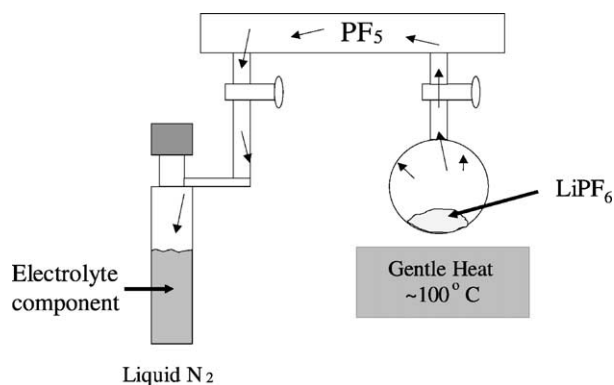 PF5
LiPF6
Gentle Heat
~100° C
Electrolyte
component
Liquid N2